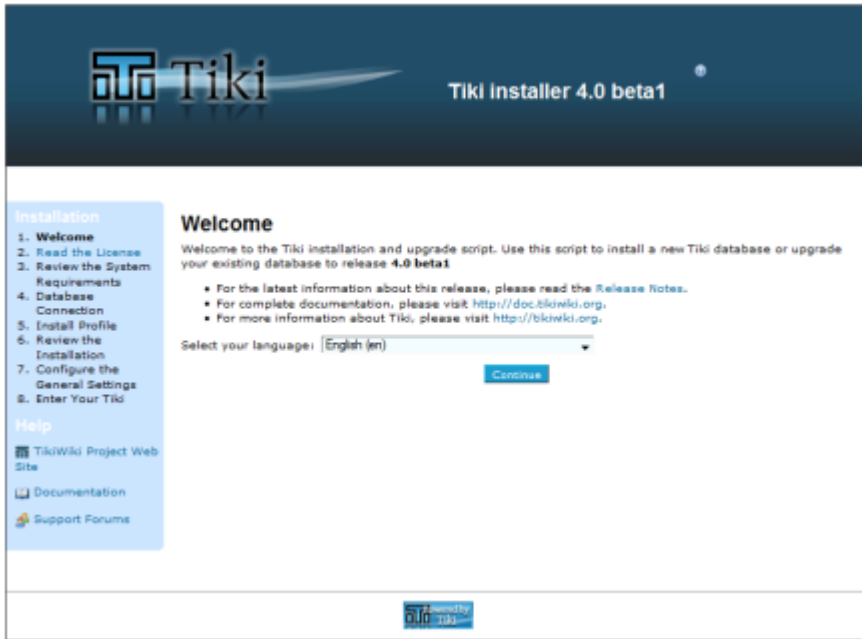 Tiki
Tiki installer 4.0 beta1
Installation
1. Welcome
2. Read the License
3. Review the System
Requirements
4. Database
Connection
5. Install Profile
6. Review the
Installation
7. Configure the
General Settings
8. Enter Your Tiki
Help
TikiWiki Project Web
Site
Documentation
Support Forums
Welcome
Welcome to the Tiki installation and upgrade script. Use this script to install a new Tiki database or upgrade
your existing database to release 4.0 beta1
• For the latest information about this release, please read the Release Notes.
• For complete documentation, please visit http://doc.tikiwiki.org.
• For more information about Tiki, please visit http://tikiwiki.org.
Select your language: English (en)
Continue
Powered by
Tiki